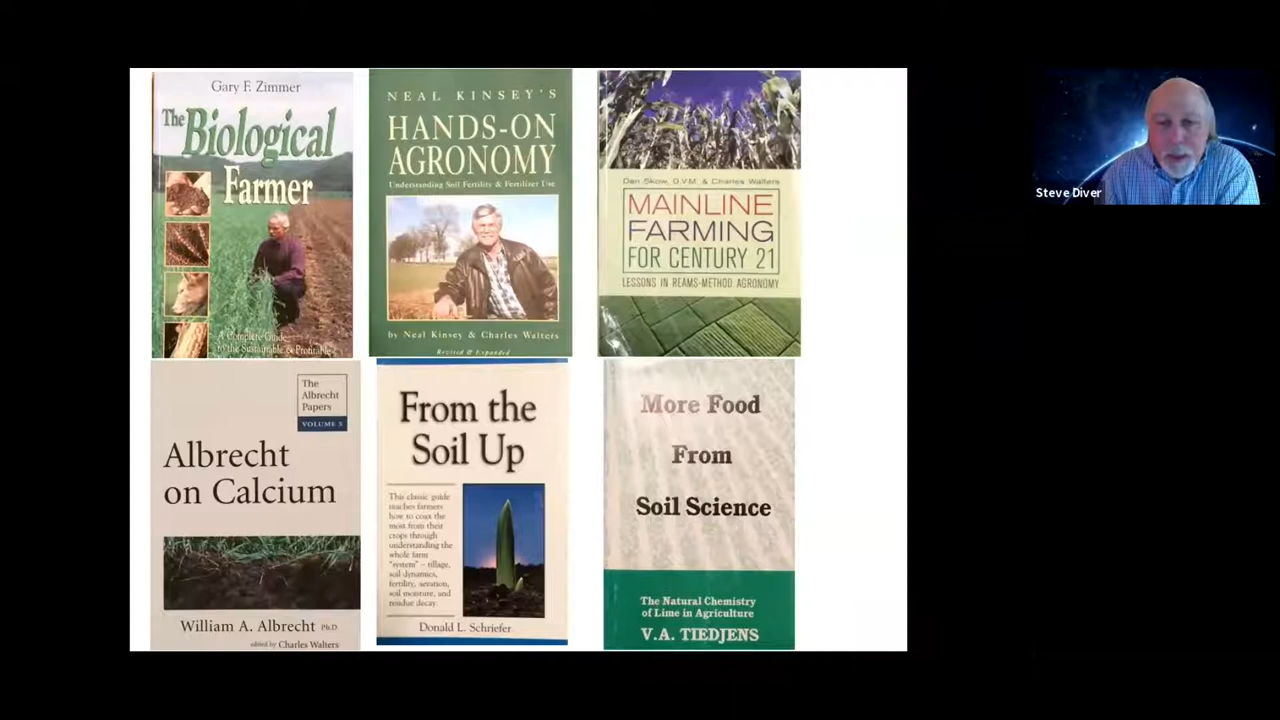 Gary F. Zimmer
The Biological
Farmer
A Complete Guide
to the Sustainable & Profitable
NEAL KINSEY'S
HANDS-ON
AGRONOMY
Understanding Soil Fertility & Fertilizer Use
by Neal Kinsey & Charles Walters
Revised & Expanded
Dan Skow, D.V.M. & Charles Walters
MAINLINE
FARMING
FOR CENTURY 21
LESSONS IN REAMS-METHOD AGRONOMY
The
Albrecht
Papers
VOLUME 5
Albrecht
on Calcium
William A. Albrecht Ph.D.
edited by Charles Walters
From the
Soil Up
This classic guide
teaches farmers
how to coax the
most from their
crops through
understanding the
whole farm
"system" – tillage,
soil dynamics,
fertility, aeration,
soil moisture, and
residue decay.
Donald L. Schriefer
More Food
From
Soil Science
The Natural Chemistry
of Lime in Agriculture
V.A. TIEDJENS
Steve Diver